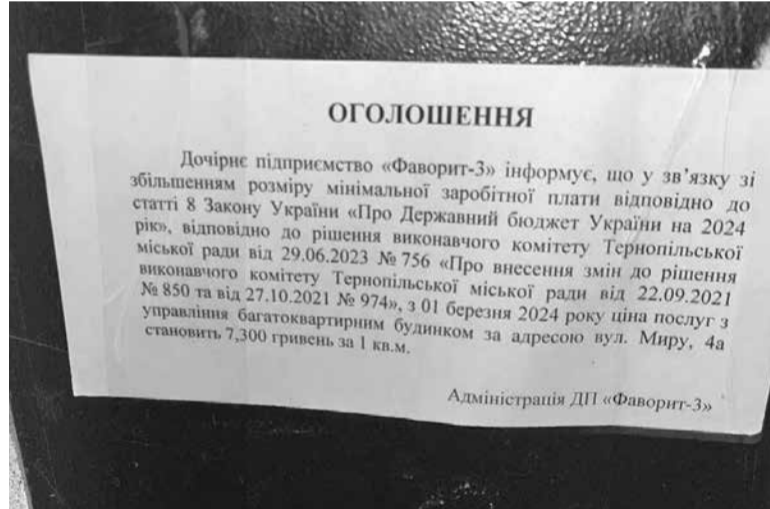 ОГОЛОШЕННЯ
Дочірнє підприємство «Фаворит-3» інформує, що у зв’язку зі
збільшенням розміру мінімальної заробітної плати відповідно до
статті 8 Закону України «Про Державний бюджет України на 2024
рік», відповідно до рішення виконавчого комітету Тернопільської
міської ради від 29.06.2023 № 756 «Про внесення змін до рішення
виконавчого комітету Тернопільської міської ради від 22.09.2021
№ 850 та від 27.10.2021 № 974», з 01 березня 2024 року ціна послуг з
управління багатоквартирним будинком за адресою вул. Миру, 4а
становить 7,300 гривень за 1 кв.м.
Адміністрація ДП «Фаворит-3»